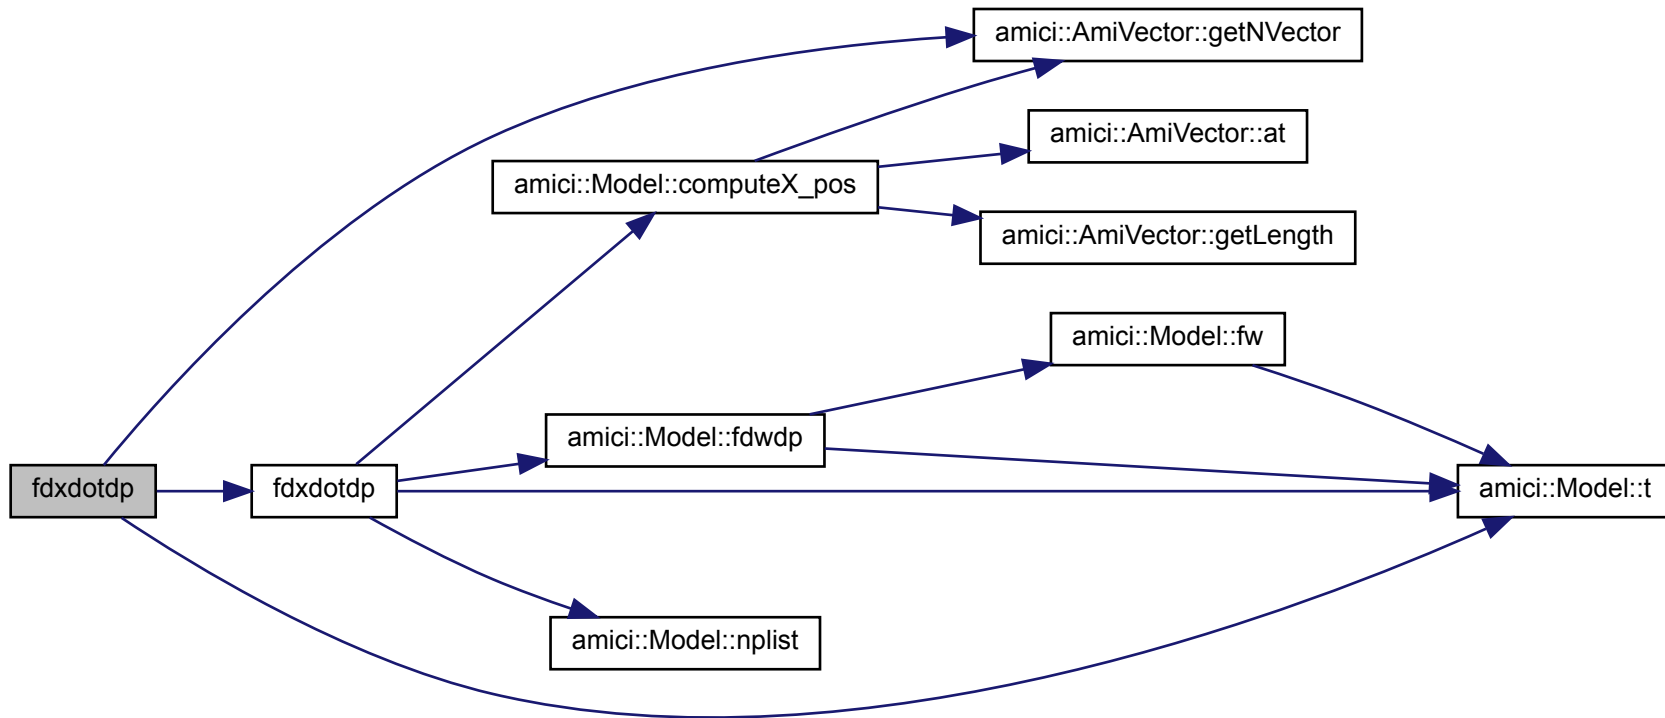 amici::AmiVector::getNVector
amici::AmiVector::at
amici::Model::computeX_pos
amici::AmiVector::getLength
amici::Model::fw
amici::Model::fdwdp
fdxdotdp
fdxdotdp
amici::Model::t
amici::Model::nplist